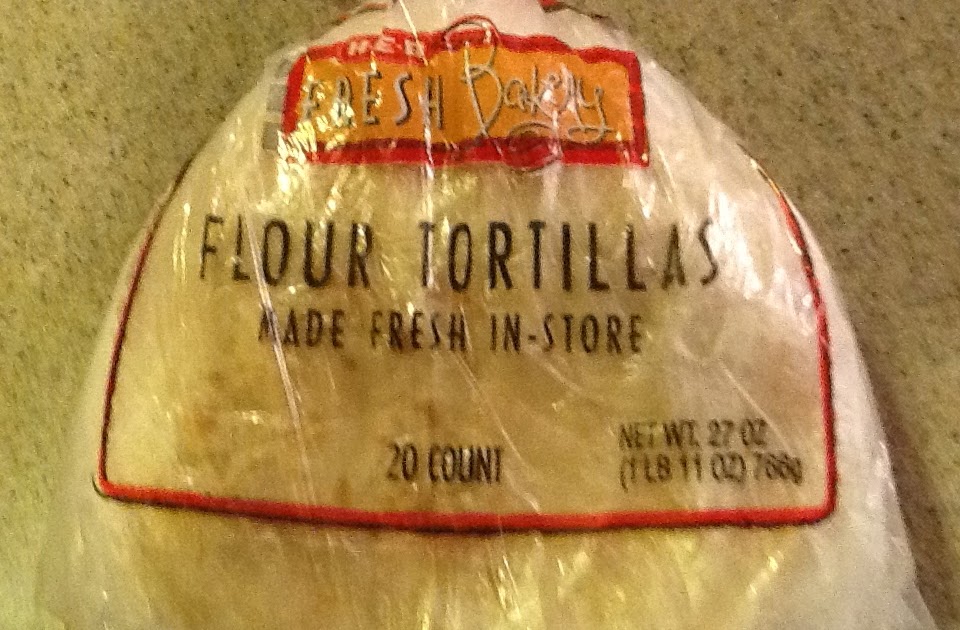 H-E-B
FRESH Bakery
FLOUR TORTILLAS
MADE FRESH IN-STORE
20 COUNT
NET WT. 27 OZ
(1 LB 11 OZ) 766g